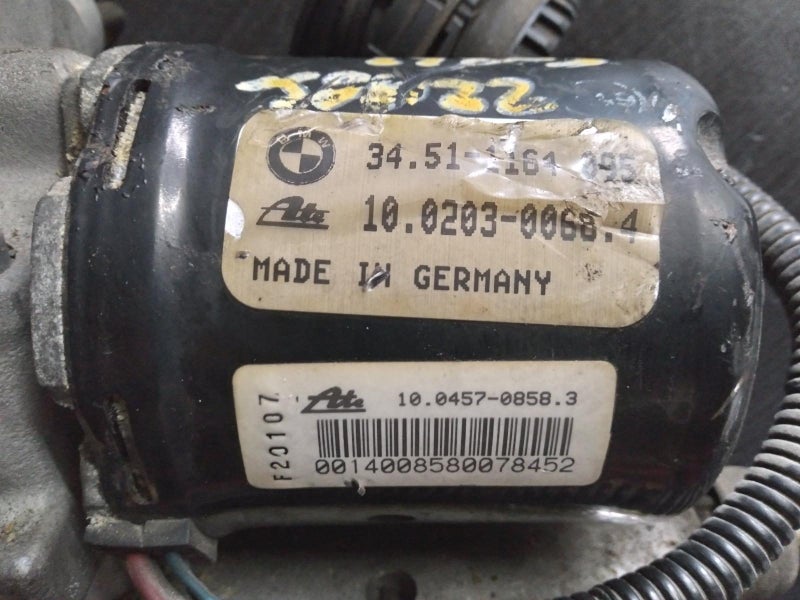 BMW
34.51-1164 095
Ate
10.0203-0068.4
MADE IN GERMANY
F20107
Ate
10.0457-0858.3
0014008580078452